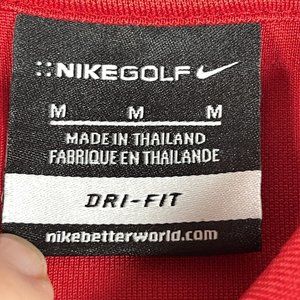 NIKEGOLF
M M M
MADE IN THAILAND
FABRIQUE EN THAILANDE
DRI-FIT
nikebetterworld.com